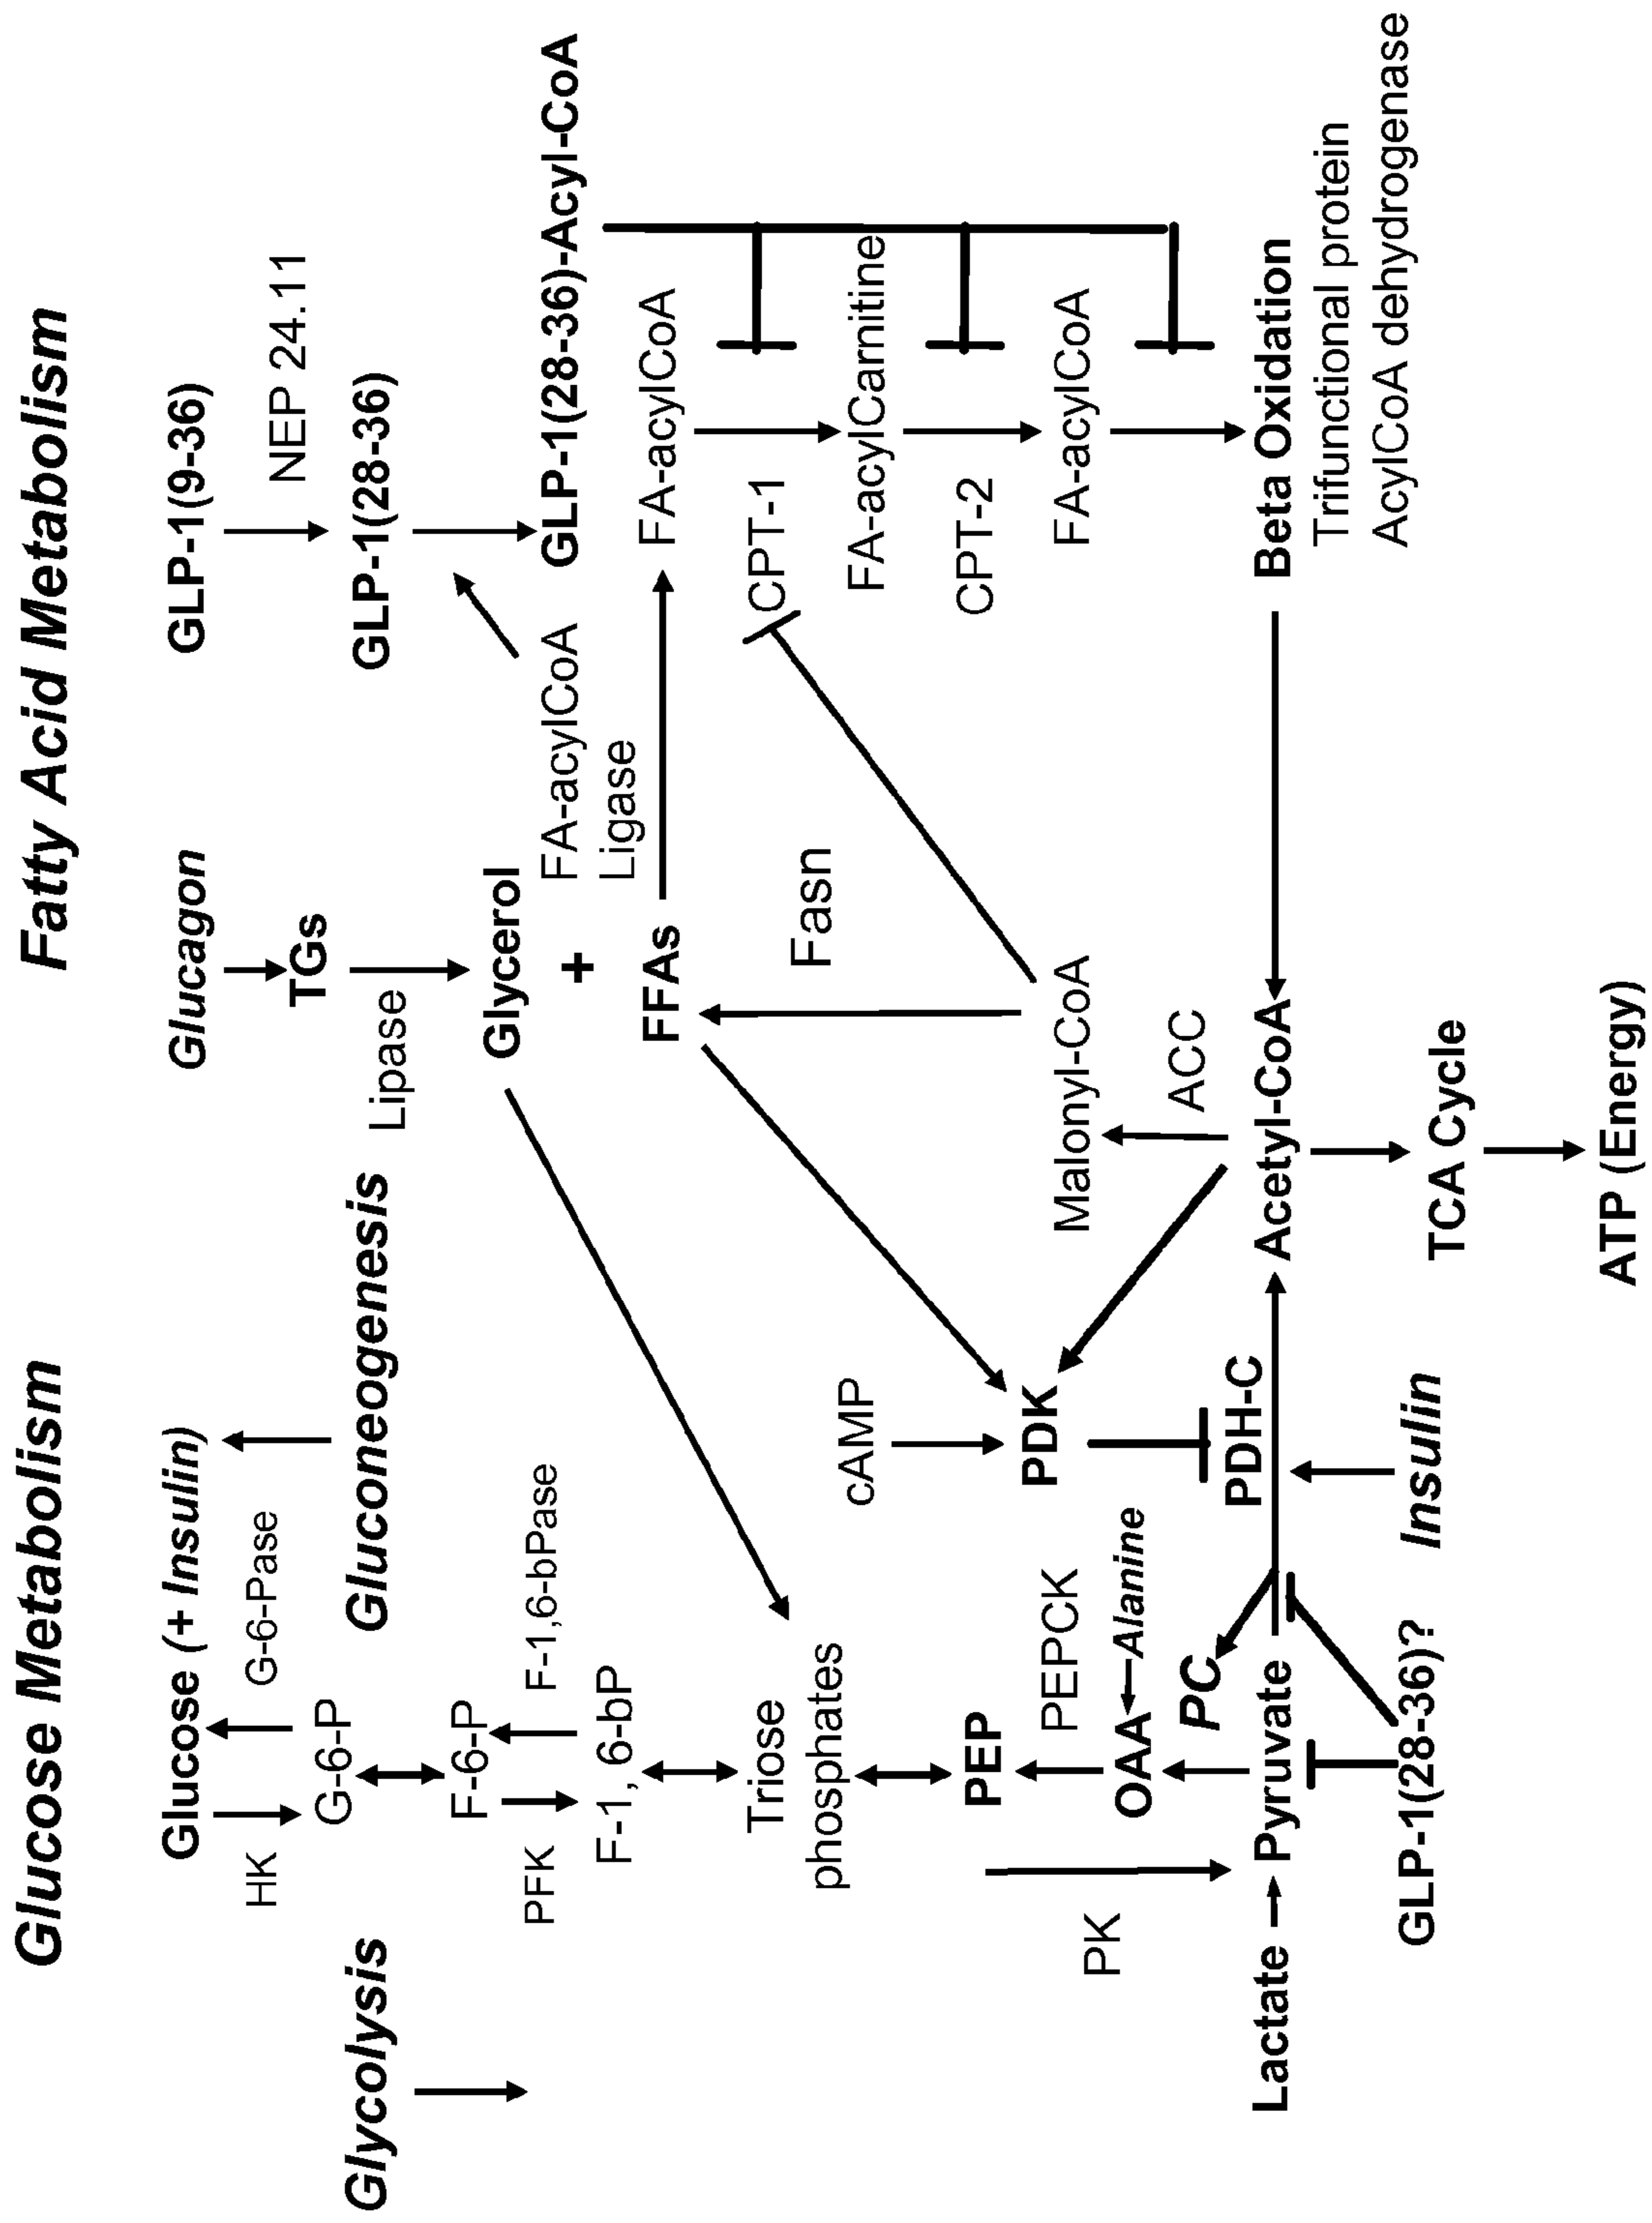 Glucose Metabolism
Fatty Acid Metabolism
Glycolysis
Glucose (+ Insulin)
HK
G-6-Pase
G-6-P
F-6-P
PFK
F-1,6-bPase
F-1, 6-bP
Gluconeogenesis
Triose
phosphates
PEP
PEPCK
PK
OAA
Alanine
PC
Lactate
Pyruvate
GLP-1(28-36)?
cAMP
PDK
PDH-C
Insulin
Glucagon
TGs
Lipase
Glycerol
+
FFAs
FA-acylCoA
Ligase
Fasn
Malonyl-CoA
ACC
Acetyl-CoA
TCA Cycle
ATP (Energy)
GLP-1(9-36)
NEP 24.11
GLP-1(28-36)
GLP-1(28-36)-Acyl-CoA
FA-acylCoA
CPT-1
FA-acylCarnitine
CPT-2
FA-acylCoA
Beta Oxidation
Trifunctional protein
AcylCoA dehydrogenase